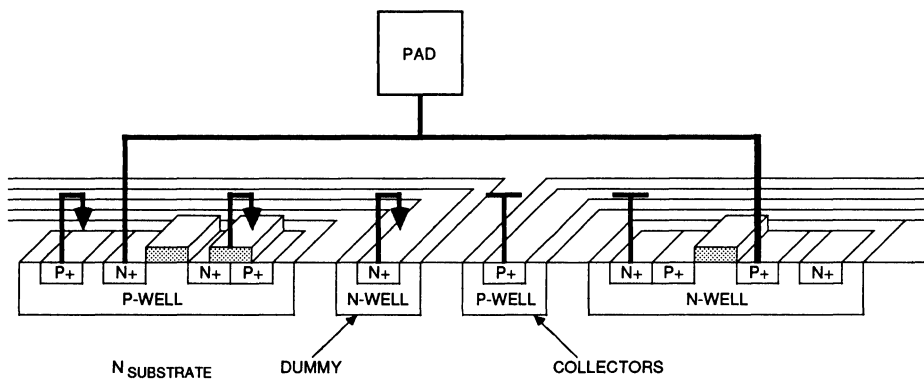 PAD
P+ N+ N+ P+ N+ P+ N+ P+ P+ N+
P-WELL N-WELL P-WELL N-WELL
N SUBSTRATE DUMMY COLLECTORS